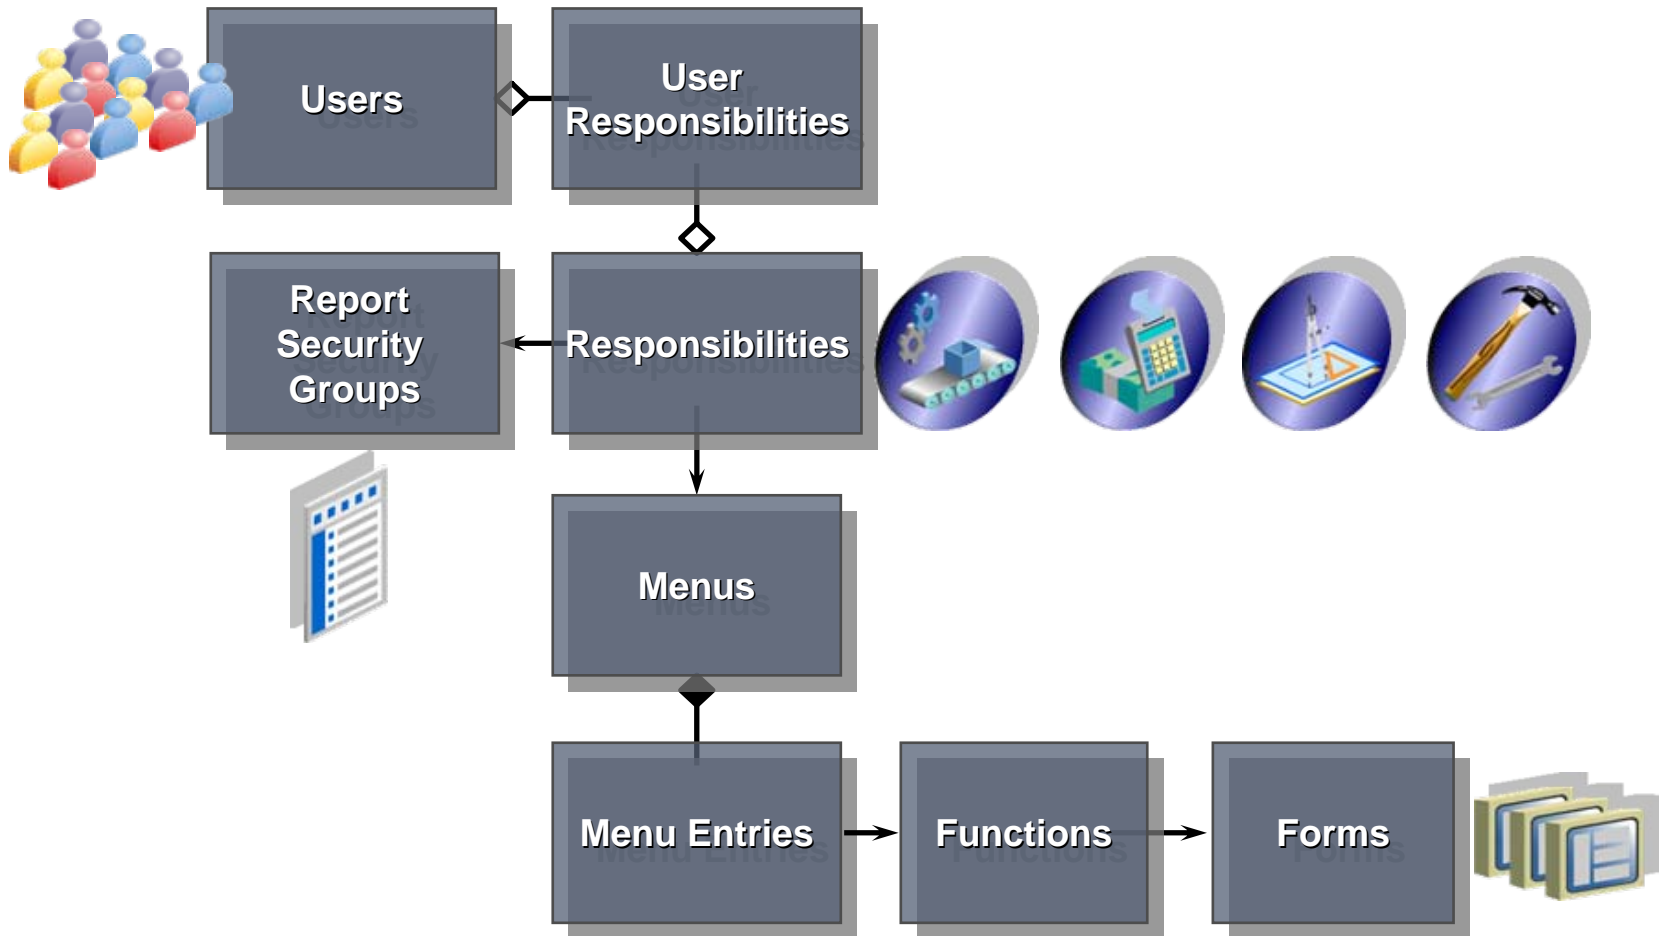 Users
User
Responsibilities
Report
Security
Groups
Responsibilities
Menus
Menu Entries
Functions
Forms